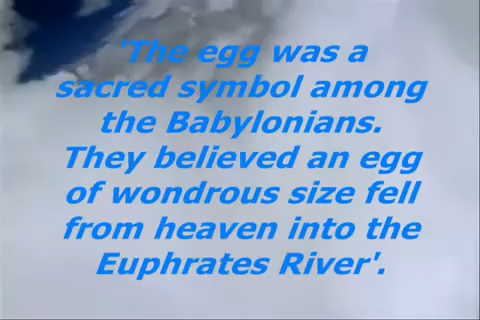 'The egg was a
sacred symbol among
the Babylonians.
They believed an egg
of wondrous size fell
from heaven into the
Euphrates River'.